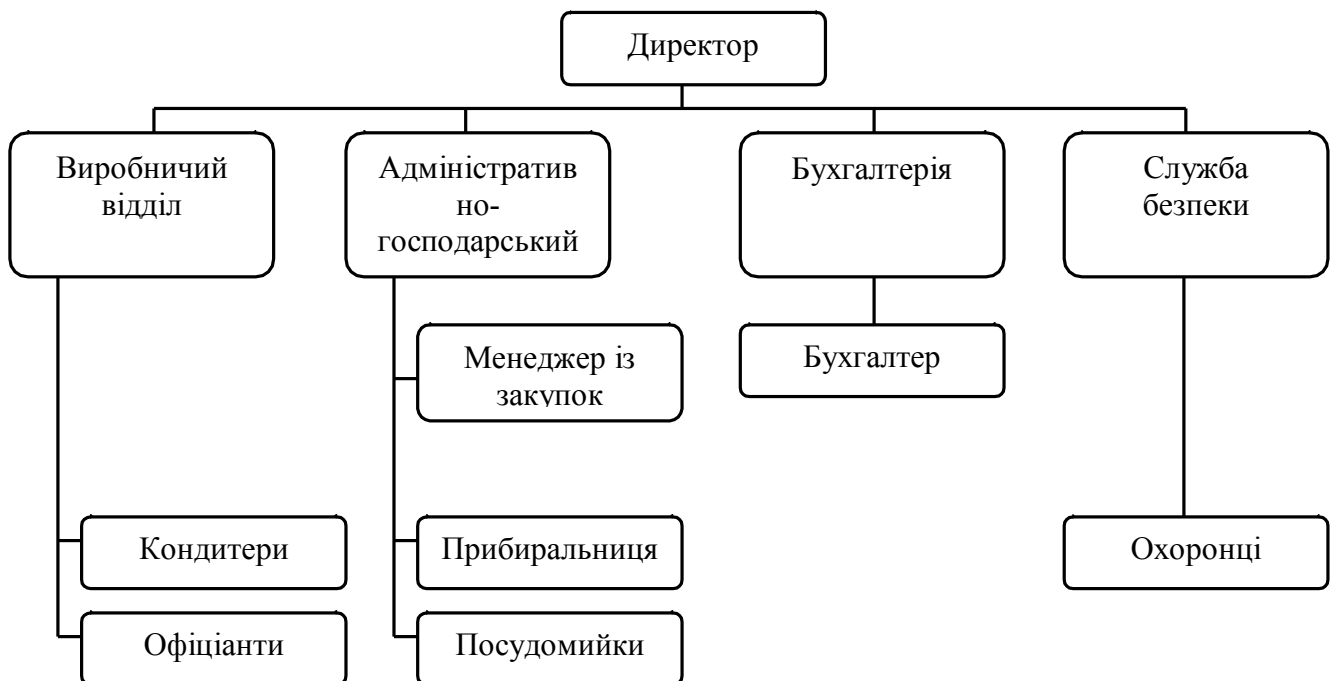 Директор
Виробничий
відділ
Адміністратив
но-
господарський
Бухгалтерія
Служба
безпеки
Менеджер із
закупок
Бухгалтер
Кондитери
Прибиральниця
Охоронці
Офіціанти
Посудомийки